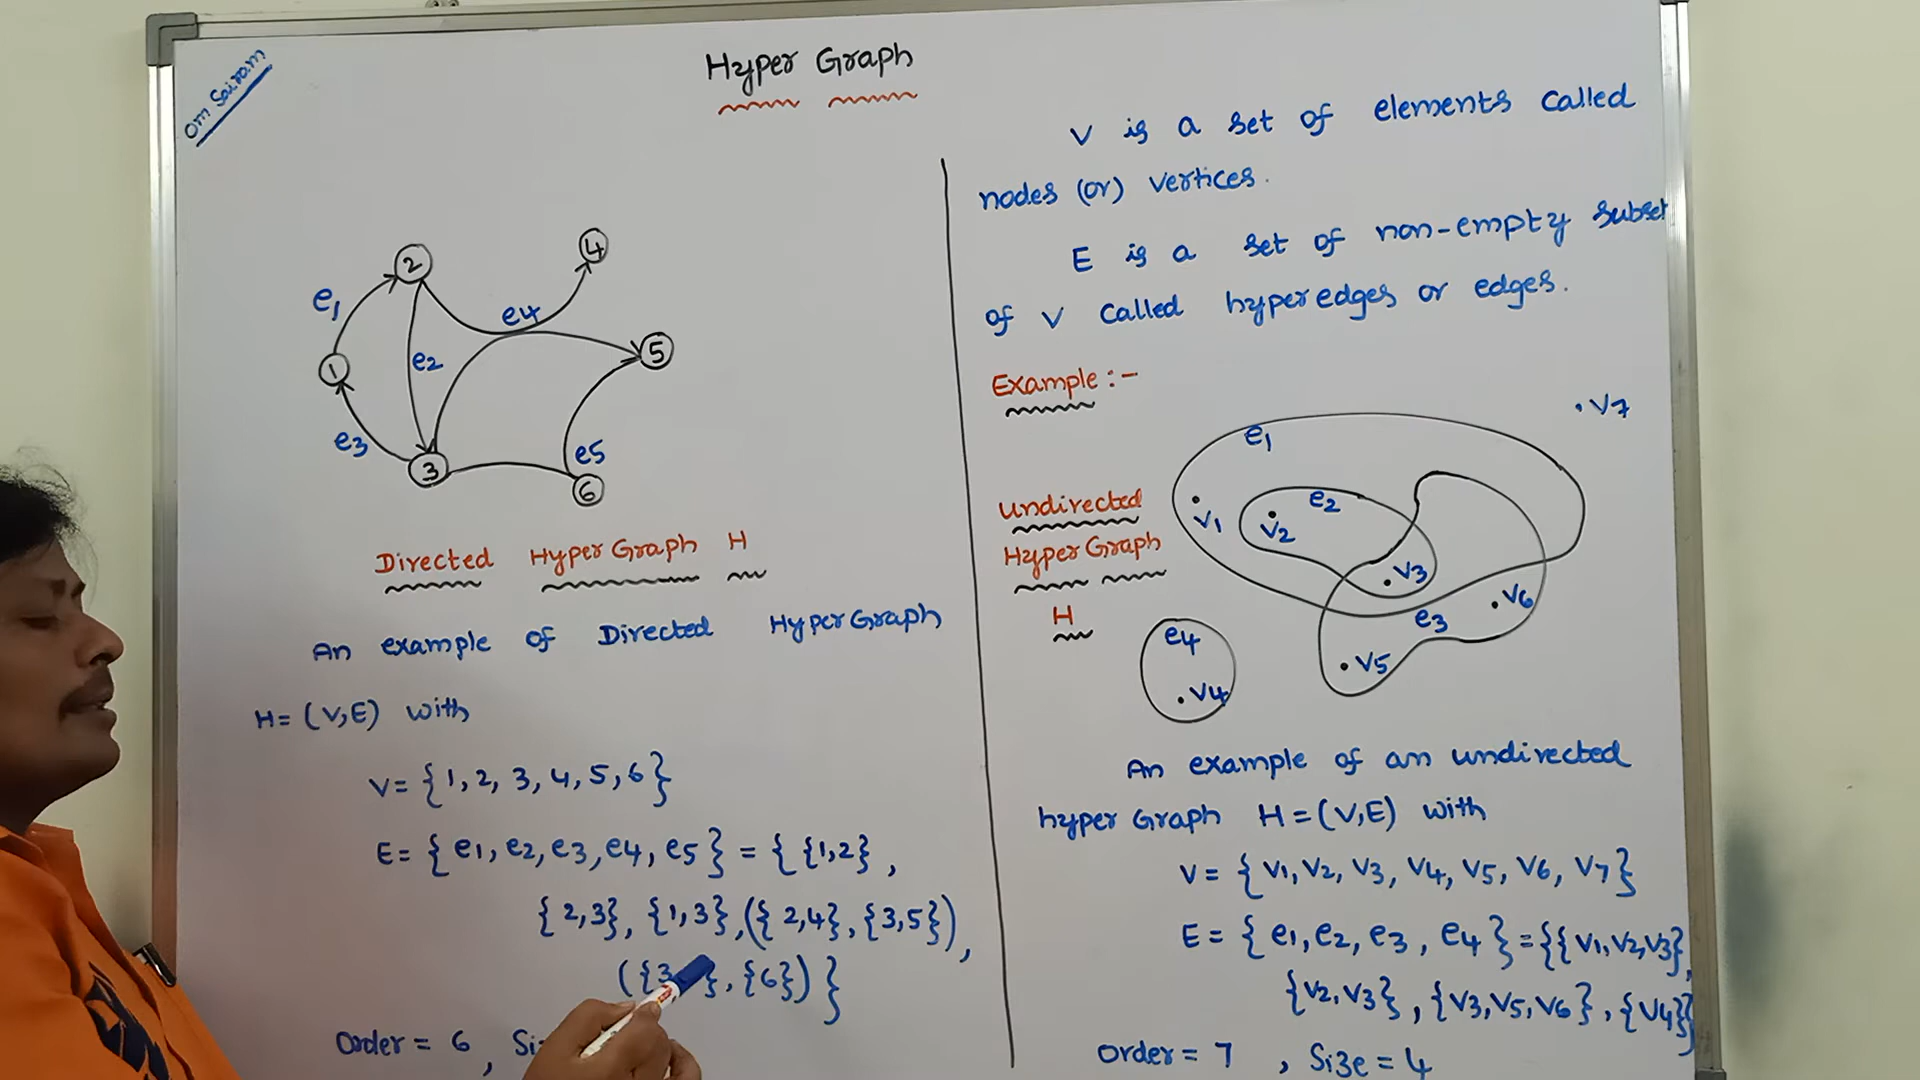 Om Sairam
Hyper Graph
e1
2
4
e4
1
e2
5
e3
3
e5
6
Directed HyperGraph H
An example of Directed HyperGraph
H = (V,E) with
V = {1, 2, 3, 4, 5, 6}
E = {e1, e2, e3, e4, e5} = {{1,2},
{2,3}, {1,3}, ({2,4}, {3,5}),
({3 }, {6})}
Order = 6,
V is a set of elements called
nodes (or) vertices.
E is a set of non-empty subset
of V called hyperedges or edges.
Example :-
.V7
e1
Undirected
Hyper Graph
H
e2
V1
V2
.V3
.V6
e3
e4
.V5
.V4
An example of an undirected
hyper Graph H = (V,E) with
V = {V1, V2, V3, V4, V5, V6, V7}
E = {e1, e2, e3, e4} = {{V1,V2,V3},
{V2,V3}, {V3,V5,V6}, {V4}}
Order = 7, Size = 4